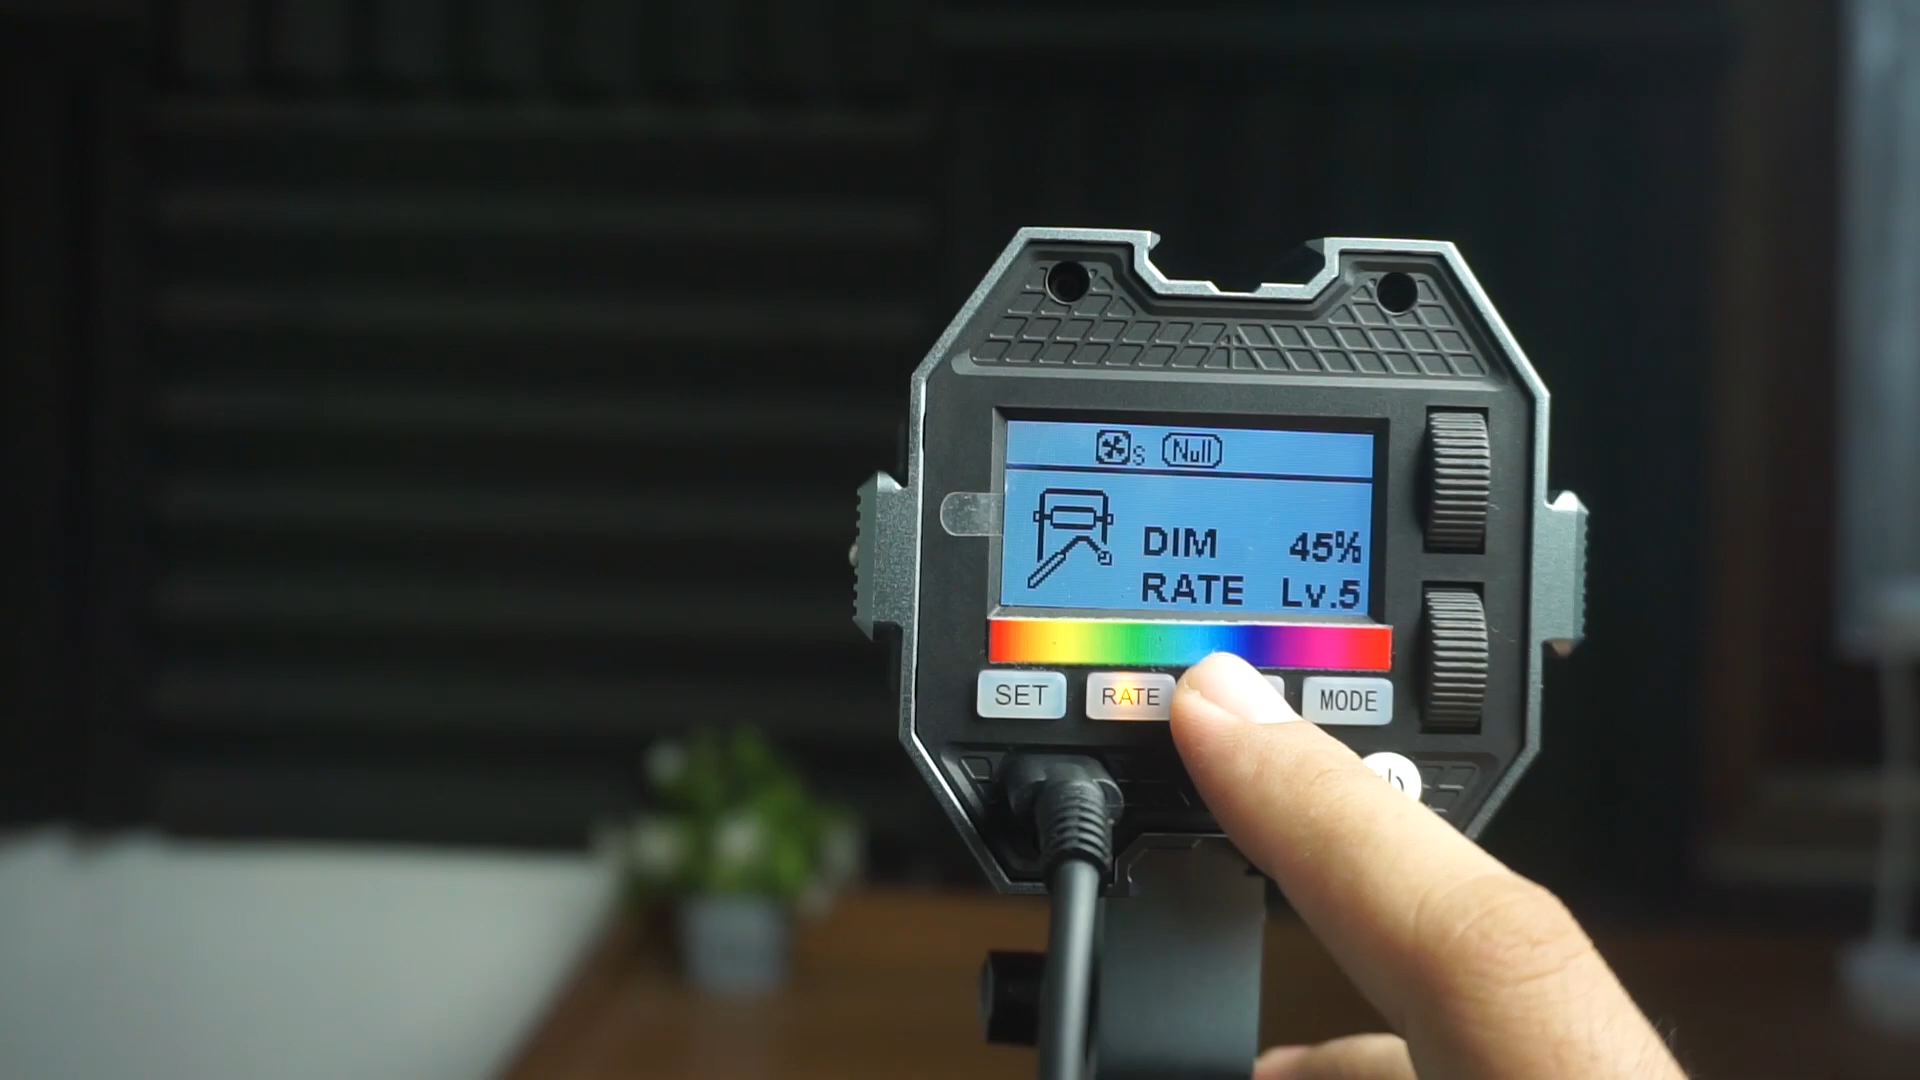 S Null
DIM 45%
RATE Lv.5
SET RATE MODE